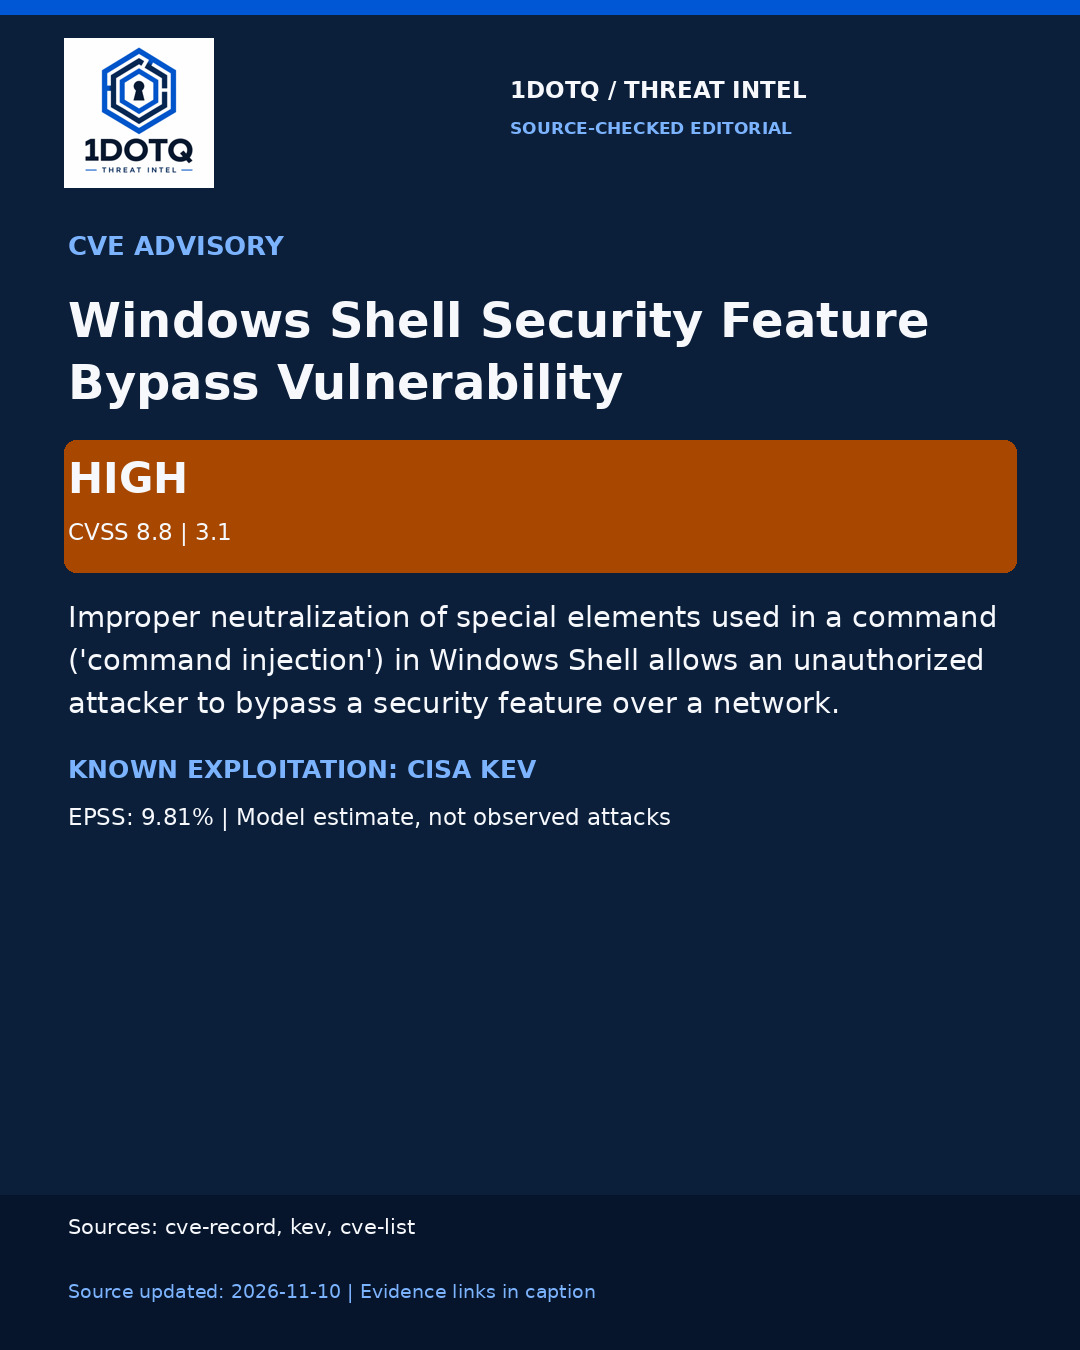 1DOTQ
THREAT INTEL
1DOTQ / THREAT INTEL
SOURCE-CHECKED EDITORIAL
CVE ADVISORY
Windows Shell Security Feature
Bypass Vulnerability
HIGH
CVSS 8.8 | 3.1
Improper neutralization of special elements used in a command
('command injection') in Windows Shell allows an unauthorized
attacker to bypass a security feature over a network.
KNOWN EXPLOITATION: CISA KEV
EPSS: 9.81% | Model estimate, not observed attacks
Sources: cve-record, kev, cve-list
Source updated: 2026-11-10 | Evidence links in caption